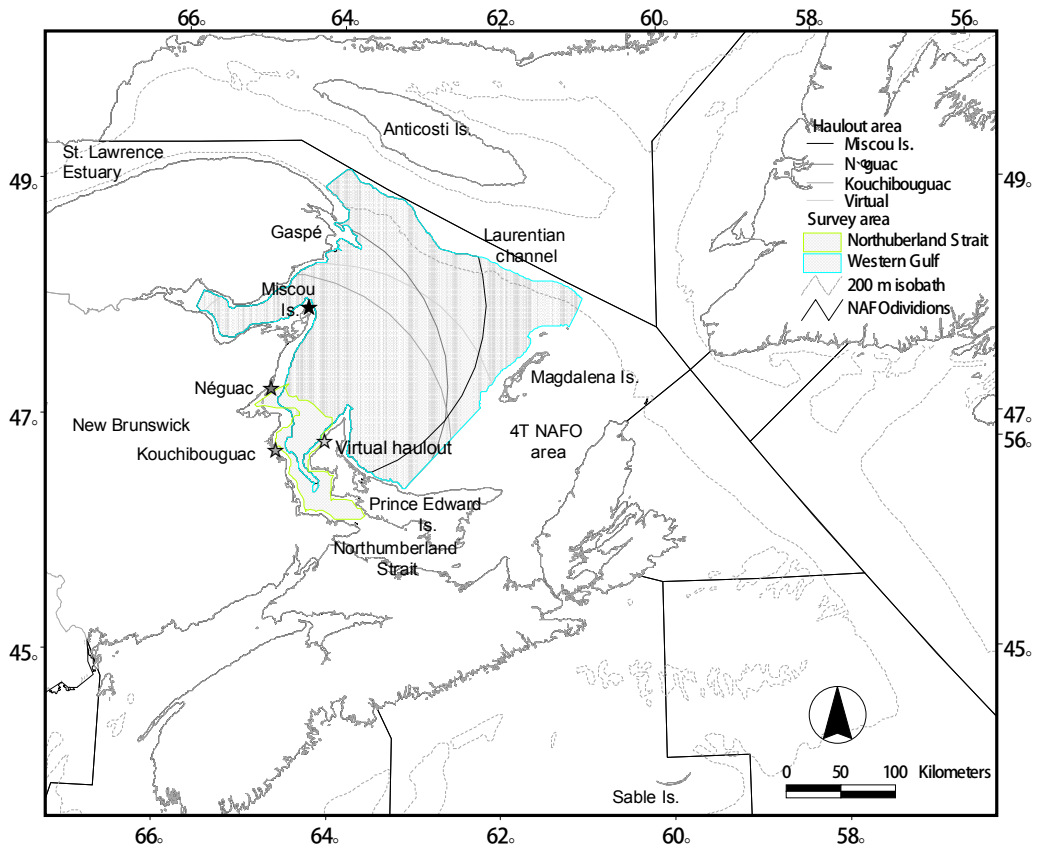 66. 64. 62. 60. 58. 56.
Anticosti Is.
St. Lawrence
Estuary
Haulout area
Miscou Is.
Kouchibouguac
Virtual
Survey area
Northuberland Strait
Western Gulf
200 m isobath
NAFOdividions
49.
49.
Gaspé
Laurentian
channel
Miscou
Is.
Néguac
Magdalena Is.
47.
47.
56.
New Brunswick
Kouchibouguac
Virtual haulout
4T NAFO
area
Prince Edward
Is.
Northumberland
Strait
45.
45.
0 50 100 Kilometers
Sable Is.
66. 64. 62. 60. 58.